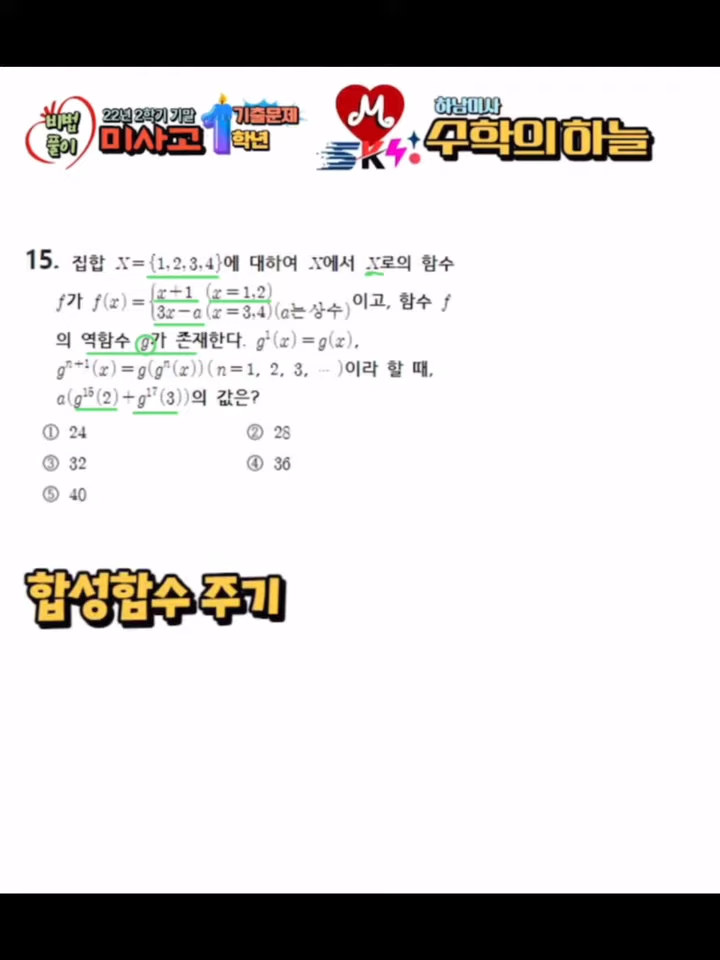 비법
풀이
22년 2학기 기말
미사고
1
기출문제
학년
M
SK
하남미사
수학의하늘
15. 집합 X={1,2,3,4}에 대하여 X에서 X로의 함수
f가 f(x)={x+1 (x=1,2)
3x-a (x=3,4)(a는 상수)이고, 함수 f
의 역함수 g가 존재한다. g¹(x)=g(x),
gⁿ⁺¹(x)=g(gⁿ(x))(n=1, 2, 3, ⋯)이라 할 때,
a(g¹⁵(2)+g¹⁷(3))의 값은?
① 24 ② 28
③ 32 ④ 36
⑤ 40
합성함수 주기